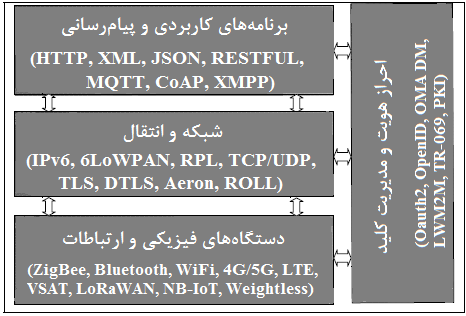 برنامه‌های کاربردی و پیام‌رسانی
(HTTP, XML, JSON, RESTFUL,
MQTT, CoAP, XMPP)
شبکه و انتقال
(IPv6, 6LoWPAN, RPL, TCP/UDP,
TLS, DTLS, Aeron, ROLL)
دستگاه‌های فیزیکی و ارتباطات
(ZigBee, Bluetooth, WiFi, 4G/5G, LTE,
VSAT, LoRaWAN, NB-IoT, Weightless)
احراز هویت و مدیریت کلید
(Oauth2, OpenID, OMA DM,
LWM2M, TR-069, PKI)